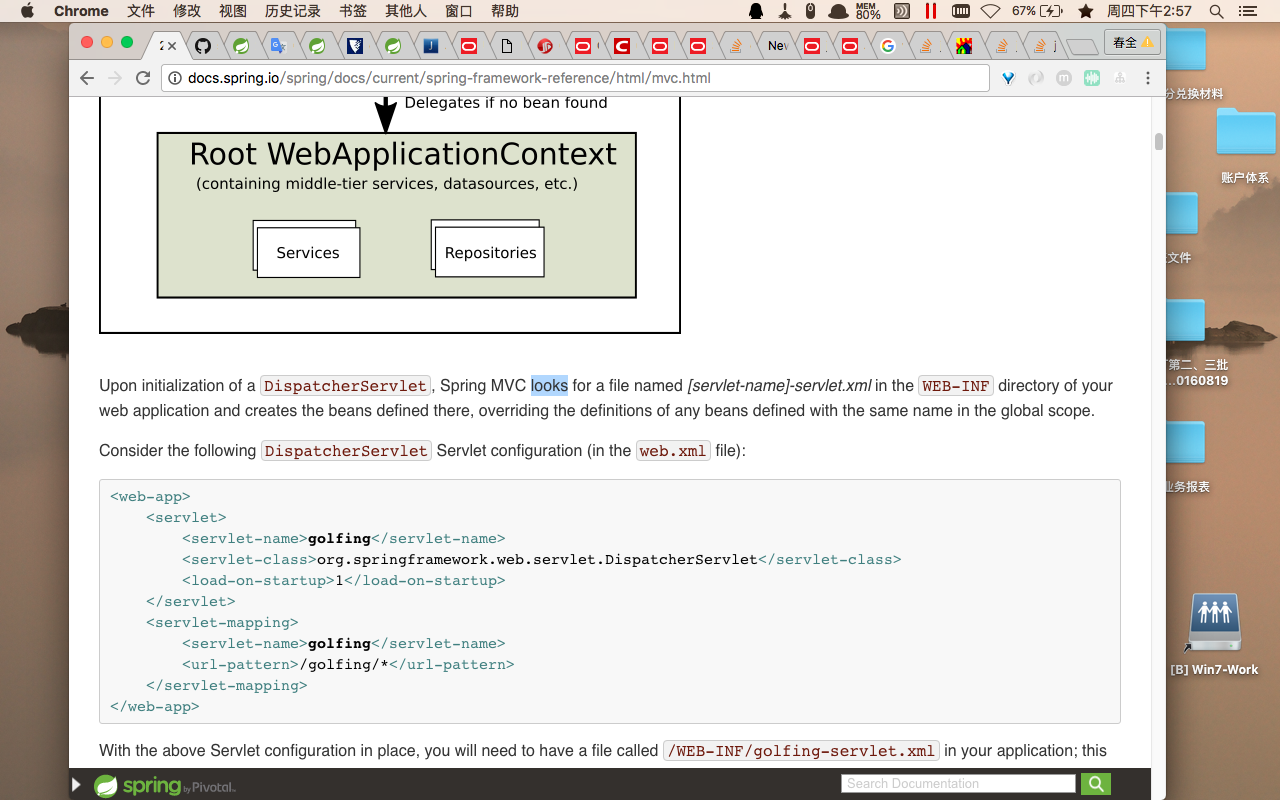 Chrome 文件 修改 视图 历史记录 书签 其他人 窗口 帮助 MEM 80% 67% 周四下午2:57
2 Nev j 春全
docs.spring.io/spring/docs/current/spring-framework-reference/html/mvc.html
Delegates if no bean found
Root WebApplicationContext
(containing middle-tier services, datasources, etc.)
Services Repositories
Upon initialization of a DispatcherServlet, Spring MVC looks for a file named [servlet-name]-servlet.xml in the WEB-INF directory of your
web application and creates the beans defined there, overriding the definitions of any beans defined with the same name in the global scope.
Consider the following DispatcherServlet Servlet configuration (in the web.xml file):
<web-app>
    <servlet>
        <servlet-name>golfing</servlet-name>
        <servlet-class>org.springframework.web.servlet.DispatcherServlet</servlet-class>
        <load-on-startup>1</load-on-startup>
    </servlet>
    <servlet-mapping>
        <servlet-name>golfing</servlet-name>
        <url-pattern>/golfing/*</url-pattern>
    </servlet-mapping>
</web-app>
With the above Servlet configuration in place, you will need to have a file called /WEB-INF/golfing-servlet.xml in your application; this
spring by Pivotal™ Search Documentation
分兑换材料
账户体系
文件
第二、三批
...0160819
业务报表
[B] Win7-Work